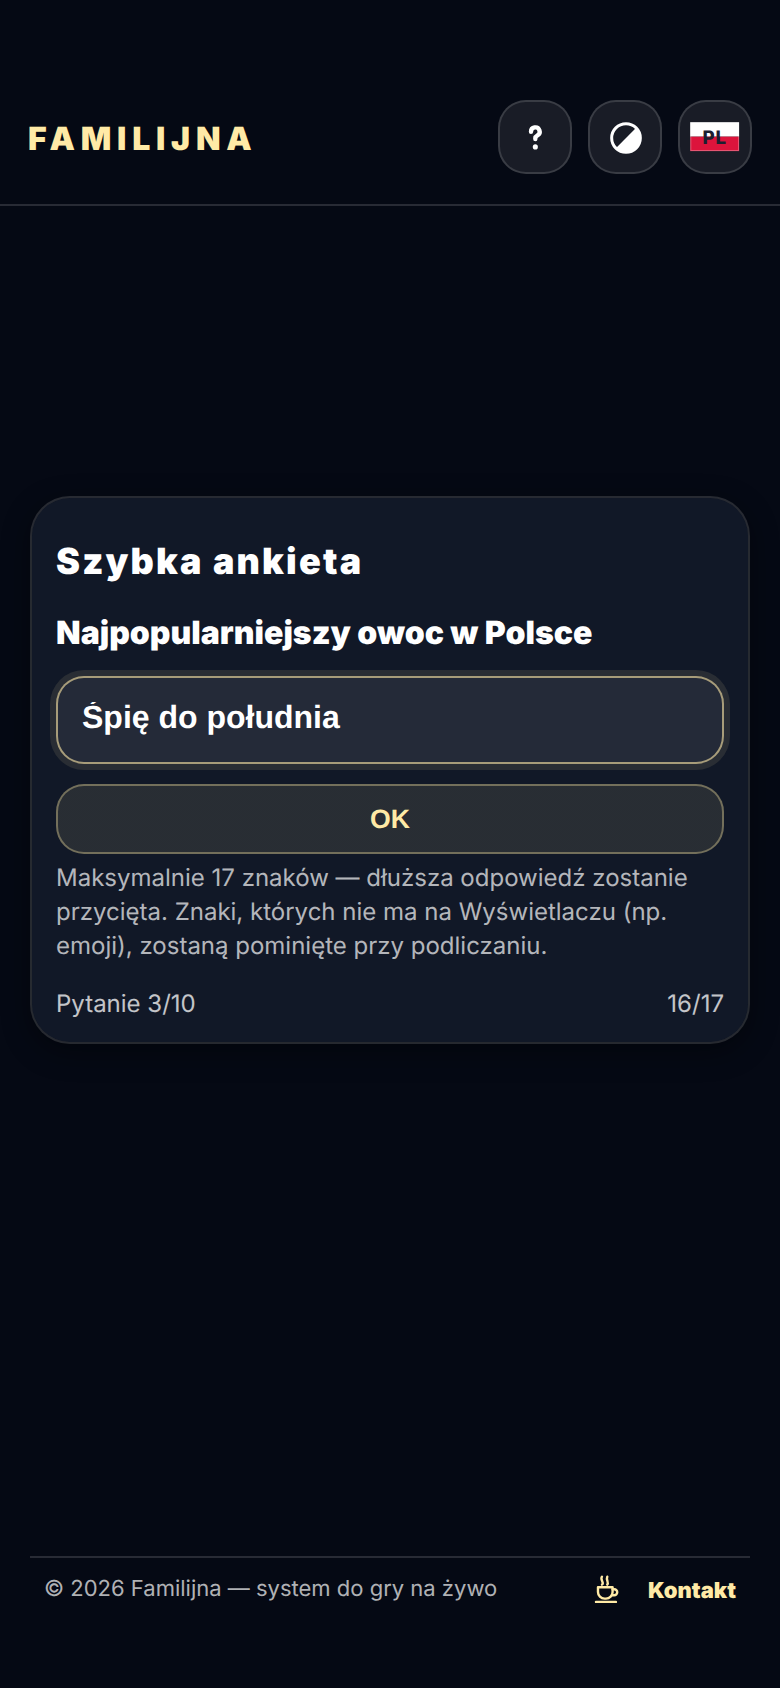 FAMILIJNA
?
PL
Szybka ankieta
Najpopularniejszy owoc w Polsce
Śpię do południa
OK
Maksymalnie 17 znaków — dłuższa odpowiedź zostanie
przycięta. Znaki, których nie ma na Wyświetlaczu (np.
emoji), zostaną pominięte przy podliczaniu.
Pytanie 3/10
16/17
© 2026 Familijna — system do gry na żywo
Kontakt